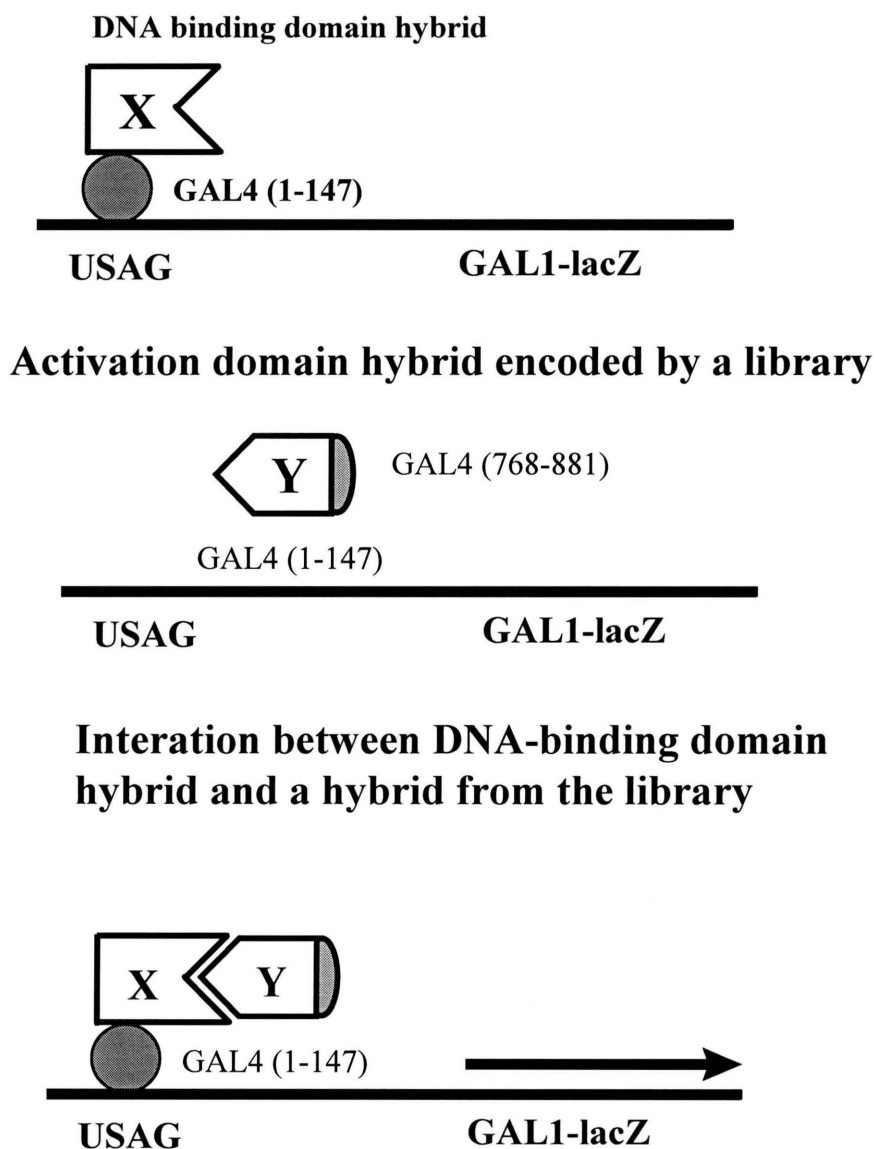 DNA binding domain hybrid
X
GAL4 (1-147)
USAG
GAL1-lacZ
Activation domain hybrid encoded by a library
Y
GAL4 (768-881)
GAL4 (1-147)
USAG
GAL1-lacZ
Interation between DNA-binding domain
hybrid and a hybrid from the library
X
Y
GAL4 (1-147)
USAG
GAL1-lacZ